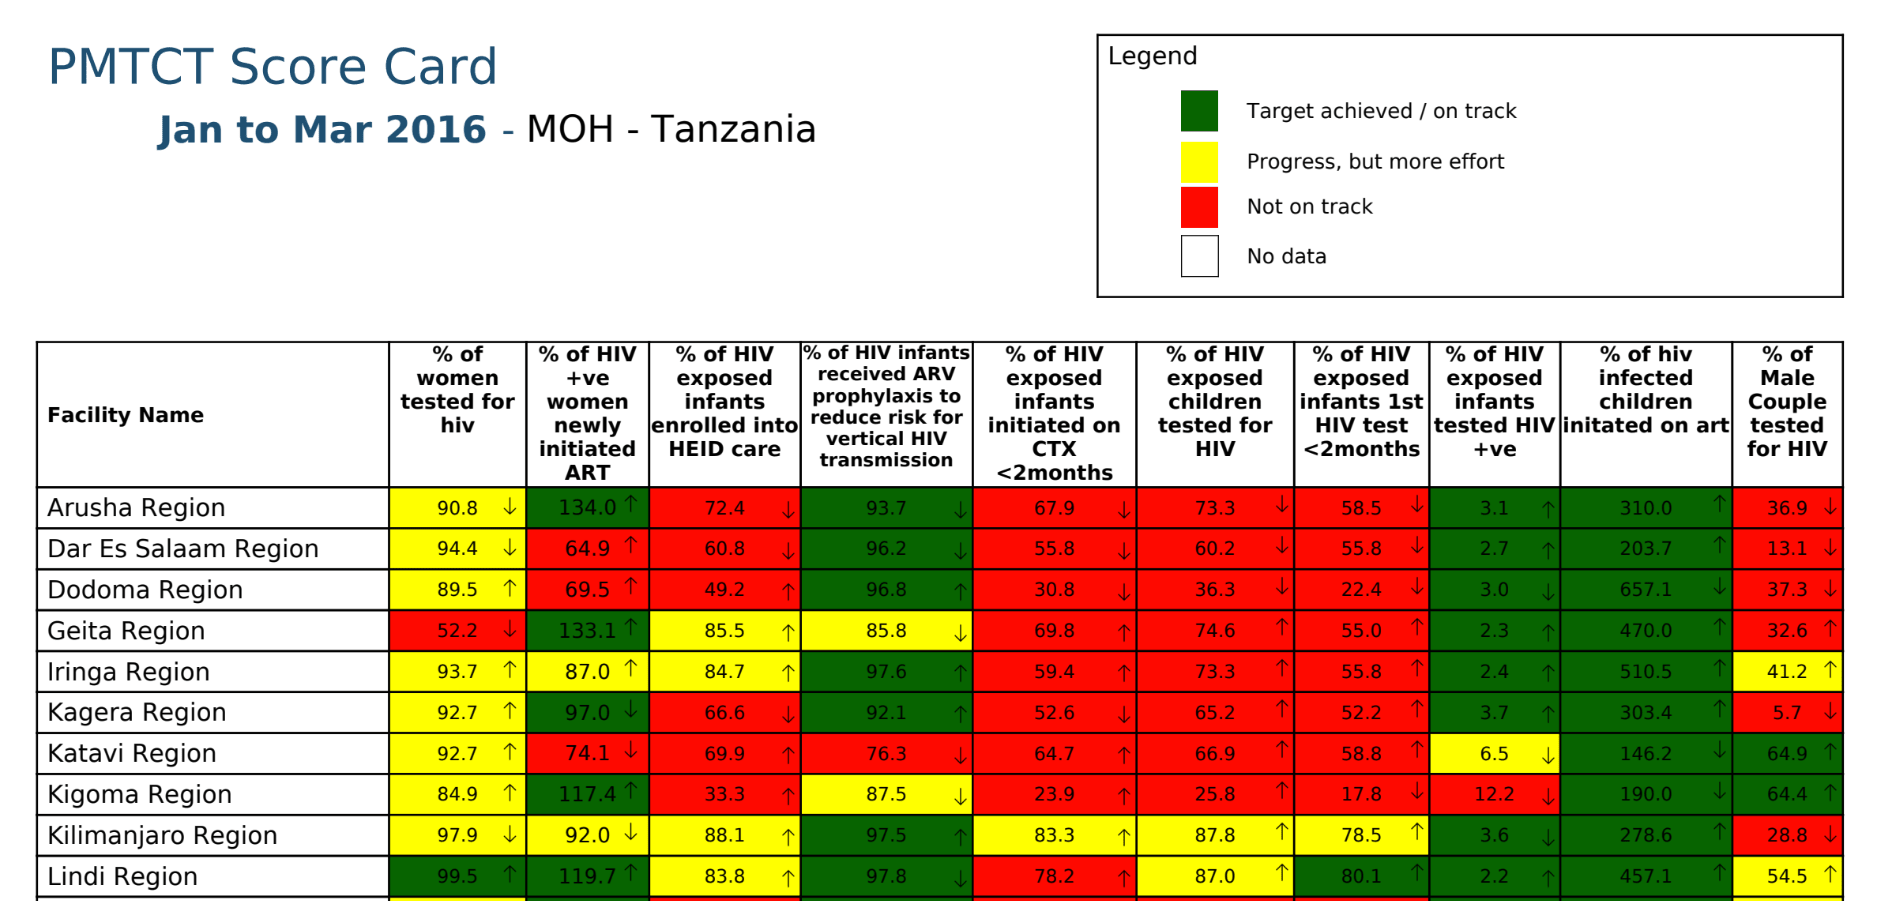 PMTCT Score Card
Jan to Mar 2016 - MOH - Tanzania
Legend
Target achieved / on track
Progress, but more effort
Not on track
No data
Facility Name
% of women tested for hiv
% of HIV +ve women newly initiated ART
% of HIV exposed infants enrolled into HEID care
% of HIV infants received ARV prophylaxis to reduce risk for vertical HIV transmission
% of HIV exposed infants initiated on CTX <2months
% of HIV exposed children tested for HIV
% of HIV exposed infants 1st HIV test <2months
% of HIV exposed infants tested HIV +ve
% of hiv infected children initated on art
% of Male Couple tested for HIV
Arusha Region 90.8 ↓ 134.0 ↑ 72.4 ↓ 93.7 ↓ 67.9 ↓ 73.3 ↓ 58.5 ↓ 3.1 ↑ 310.0 ↑ 36.9 ↓
Dar Es Salaam Region 94.4 ↓ 64.9 ↑ 60.8 ↓ 96.2 ↓ 55.8 ↓ 60.2 ↓ 55.8 ↓ 2.7 ↑ 203.7 ↑ 13.1 ↓
Dodoma Region 89.5 ↑ 69.5 ↑ 49.2 ↑ 96.8 ↑ 30.8 ↓ 36.3 ↓ 22.4 ↓ 3.0 ↓ 657.1 ↓ 37.3 ↓
Geita Region 52.2 ↓ 133.1 ↑ 85.5 ↑ 85.8 ↓ 69.8 ↑ 74.6 ↑ 55.0 ↑ 2.3 ↑ 470.0 ↑ 32.6 ↑
Iringa Region 93.7 ↑ 87.0 ↑ 84.7 ↑ 97.6 ↑ 59.4 ↑ 73.3 ↑ 55.8 ↑ 2.4 ↑ 510.5 ↑ 41.2 ↑
Kagera Region 92.7 ↑ 97.0 ↓ 66.6 ↓ 92.1 ↑ 52.6 ↓ 65.2 ↑ 52.2 ↑ 3.7 ↑ 303.4 ↑ 5.7 ↓
Katavi Region 92.7 ↑ 74.1 ↓ 69.9 ↑ 76.3 ↓ 64.7 ↑ 66.9 ↑ 58.8 ↑ 6.5 ↓ 146.2 ↓ 64.9 ↑
Kigoma Region 84.9 ↑ 117.4 ↑ 33.3 ↑ 87.5 ↓ 23.9 ↑ 25.8 ↑ 17.8 ↓ 12.2 ↓ 190.0 ↓ 64.4 ↑
Kilimanjaro Region 97.9 ↓ 92.0 ↓ 88.1 ↑ 97.5 ↑ 83.3 ↑ 87.8 ↑ 78.5 ↑ 3.6 ↓ 278.6 ↑ 28.8 ↓
Lindi Region 99.5 ↑ 119.7 ↑ 83.8 ↑ 97.8 ↓ 78.2 ↑ 87.0 ↑ 80.1 ↑ 2.2 ↑ 457.1 ↑ 54.5 ↑